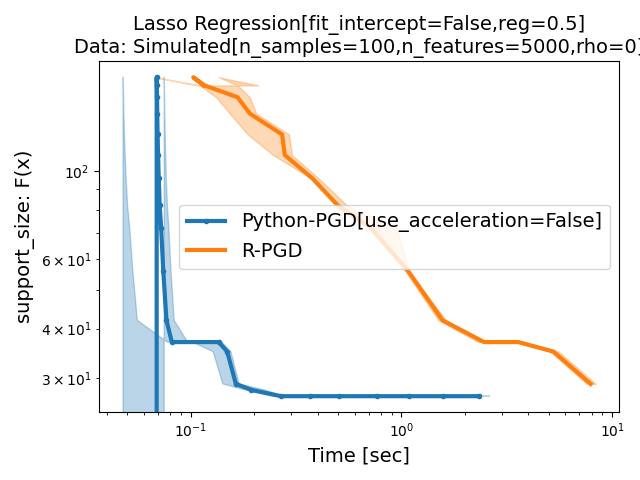 Lasso Regression[fit_intercept=False,reg=0.5]
Data: Simulated[n_samples=100,n_features=5000,rho=0]
support_size: F(x)
10²
6 × 10¹
4 × 10¹
3 × 10¹
Python-PGD[use_acceleration=False]
R-PGD
10⁻¹
10⁰
10¹
Time [sec]